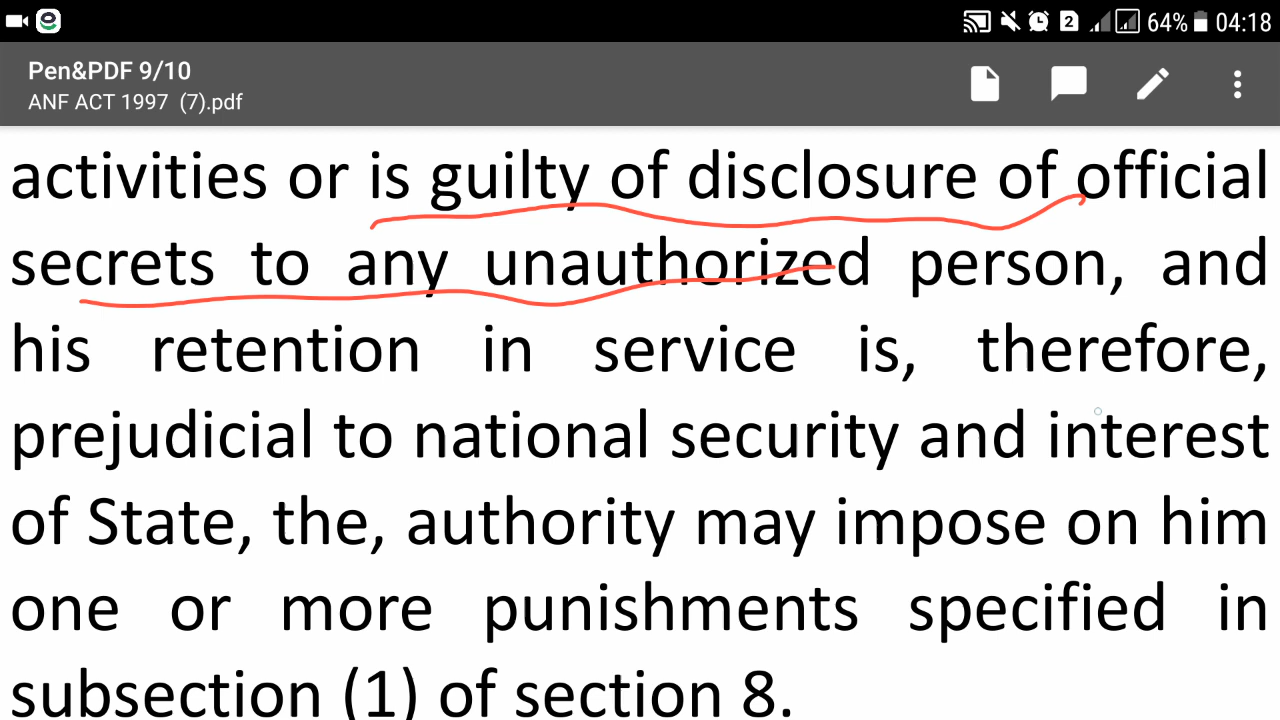 64% 04:18
Pen&PDF 9/10
ANF ACT 1997 (7).pdf
activities or is guilty of disclosure of official
secrets to any unauthorized person, and
his retention in service is, therefore,
prejudicial to national security and interest
of State, the, authority may impose on him
one or more punishments specified in
subsection (1) of section 8.